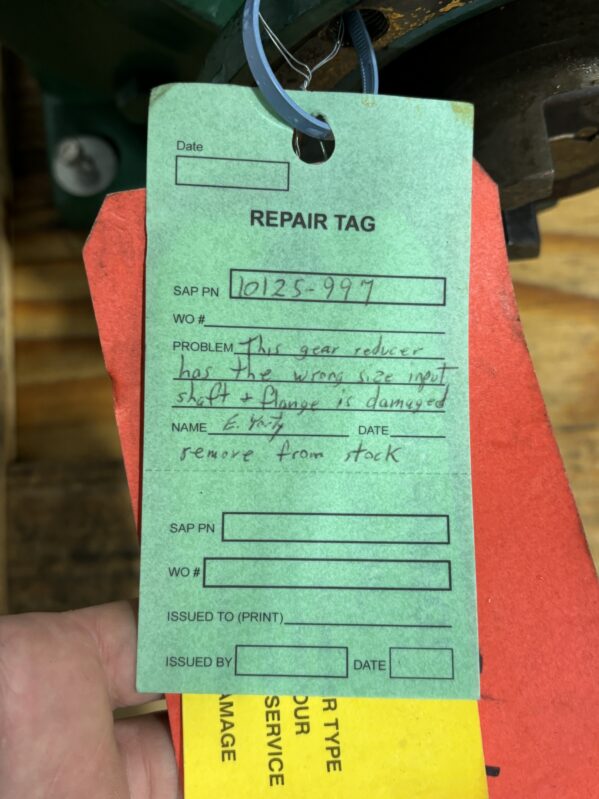 Date
REPAIR TAG
SAP PN 10125-997
WO #
PROBLEM This gear reducer
has the wrong size input
shaft + flange is damaged
NAME E. DATE
remove from stock
SAP PN
WO #
ISSUED TO (PRINT)
ISSUED BY DATE
R TYPE
OUR
SERVICE
AMAGE